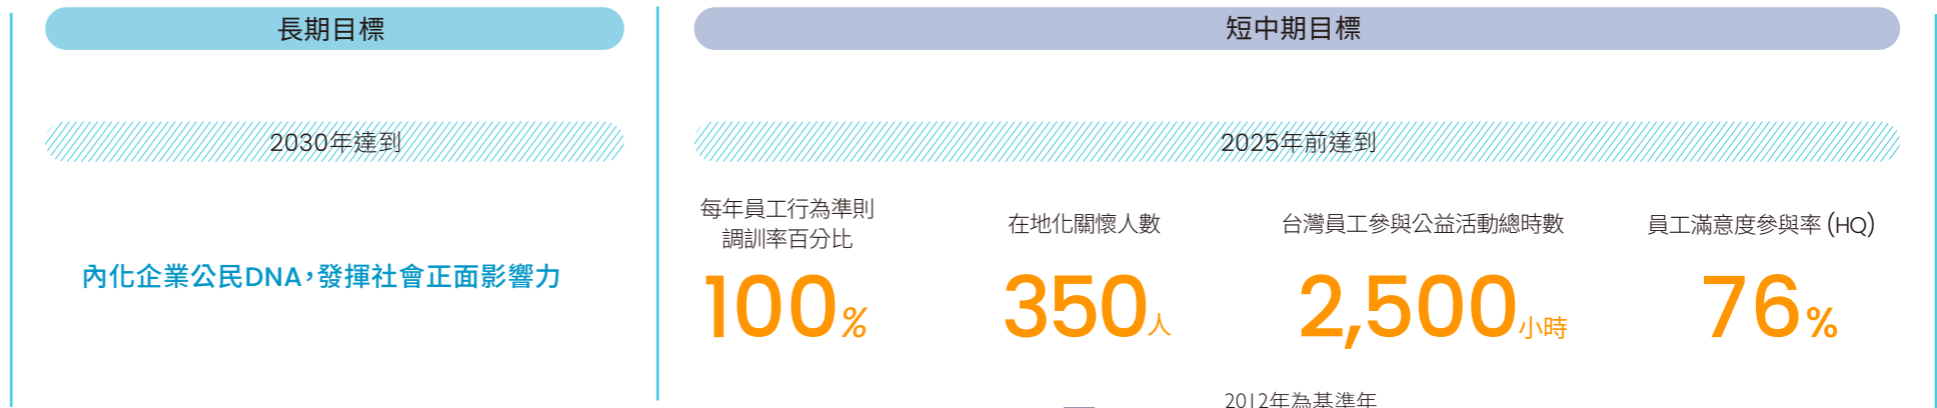 長期目標
2030年達到
內化企業公民DNA，發揮社會正面影響力
短中期目標
2025年前達到
每年員工行為準則
調訓率百分比
100%
在地化關懷人數
350人
台灣員工參與公益活動總時數
2,500小時
員工滿意度參與率 (HQ)
76%
2012年為基準年